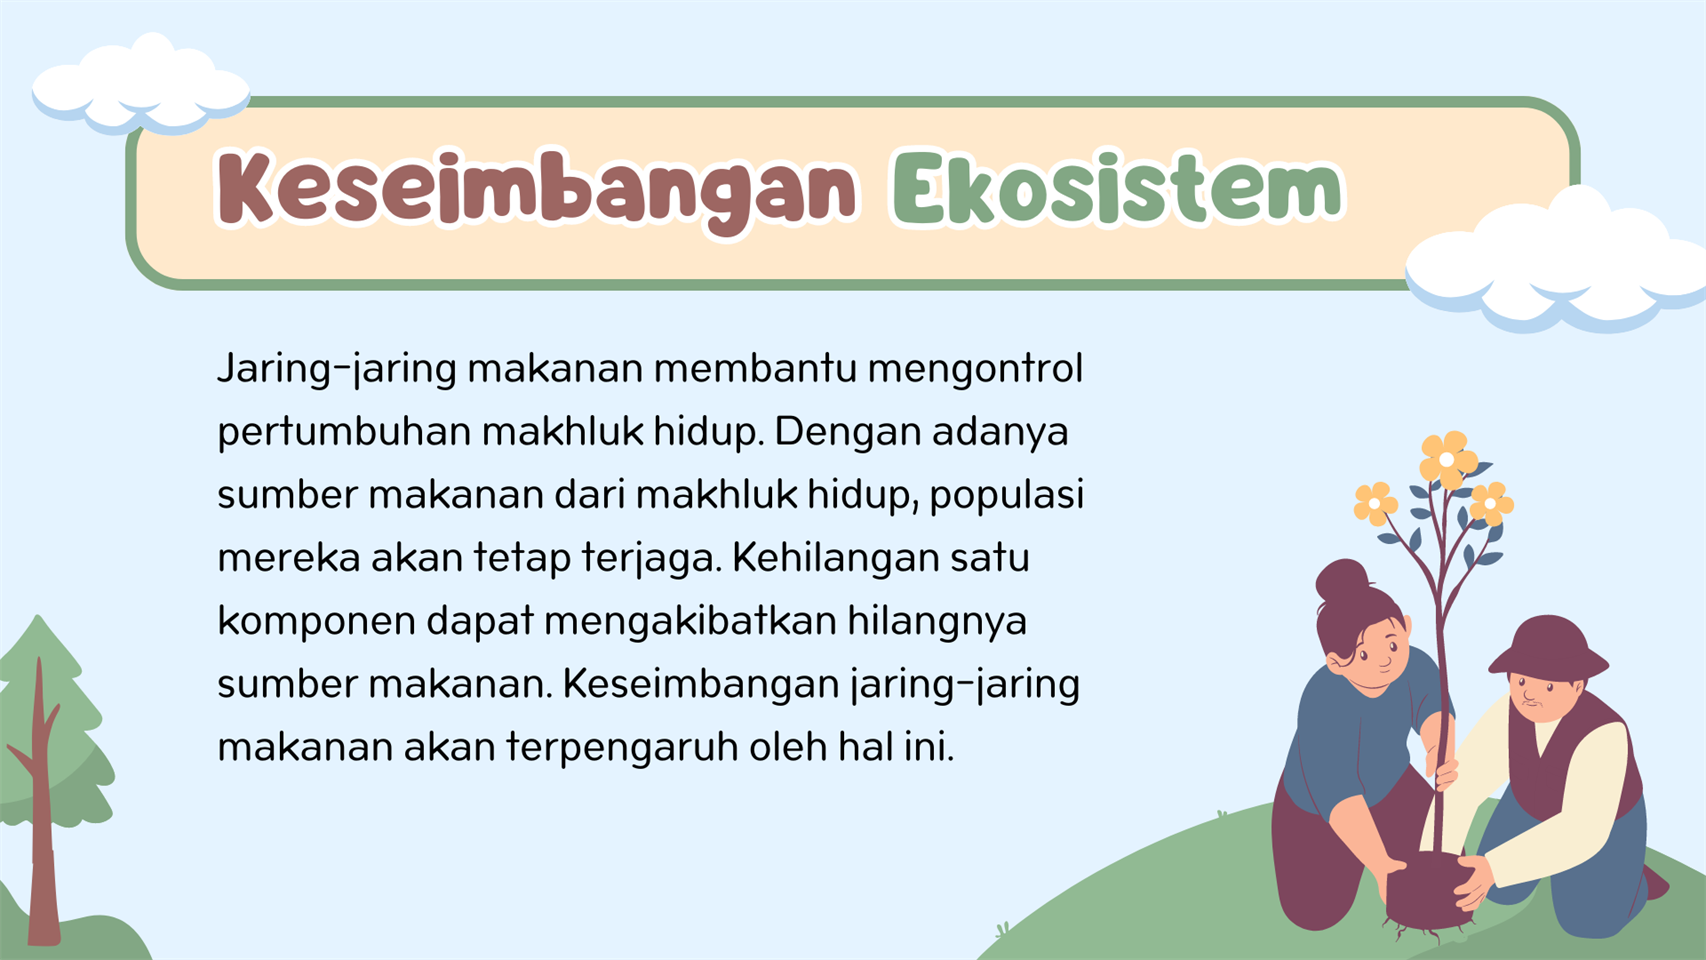 Keseimbangan Ekosistem
Jaring-jaring makanan membantu mengontrol
pertumbuhan makhluk hidup. Dengan adanya
sumber makanan dari makhluk hidup, populasi
mereka akan tetap terjaga. Kehilangan satu
komponen dapat mengakibatkan hilangnya
sumber makanan. Keseimbangan jaring-jaring
makanan akan terpengaruh oleh hal ini.